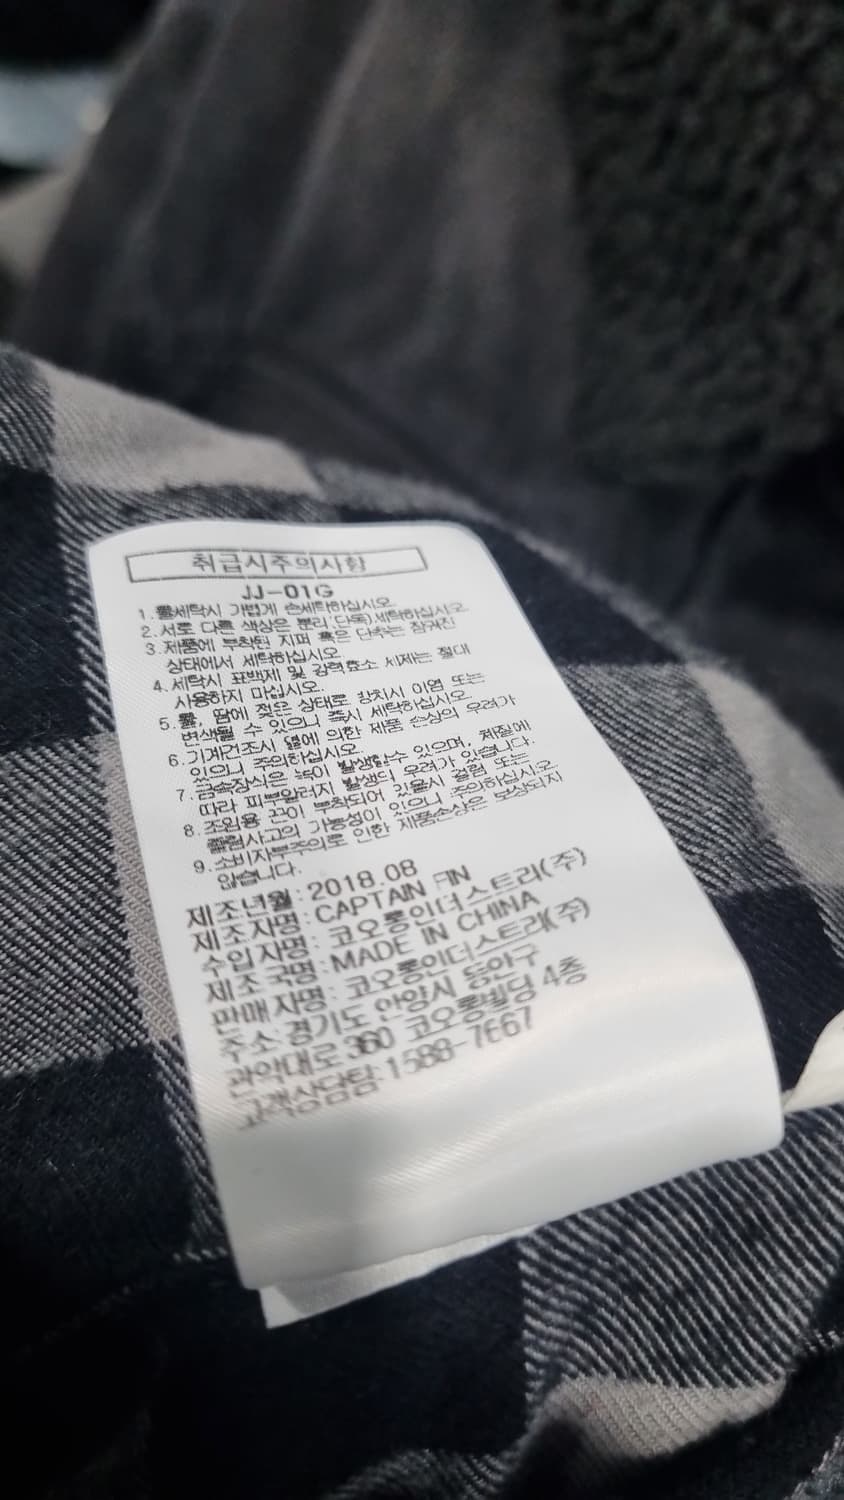 취급시주의사항
JJ-01G
1. 물세탁시 가볍게 손세탁하십시오.
2. 서로 다른 색상은 분리(단독)세탁하십시오.
3. 제품에 부착된 지퍼 혹은 단추는 잠궈진
상태에서 세탁하십시오.
4. 세탁시 표백제 및 강력효소 세제는 절대
사용하지 마십시오.
5. 물, 땀에 젖은 상태로 방치시 이염 또는
변색될 수 있으니 즉시 세탁하십시오.
6. 기계건조시 열에 의한 제품 손상의 우려가
있으니 주의하십시오.
7. 금속장식은 녹이 발생할수 있으며, 체질에
따라 피부알러지 발생의 우려가 있습니다.
8. 조임용 끈이 부착되어 있을시 걸림 또는
끌림사고의 가능성이 있으니 주의하십시오.
9. 소비자부주의로 인한 제품손상은 보상되지
않습니다.
제조년월 : 2018.08
제조자명 : CAPTAIN FIN
수입자명 : 코오롱인더스트리(주)
제조국명 : MADE IN CHINA
판매자명 : 코오롱인더스트리(주)
주소 : 경기도 안양시 동안구
관악대로 360 코오롱빌딩 4층
고객상담탐 1588-7667